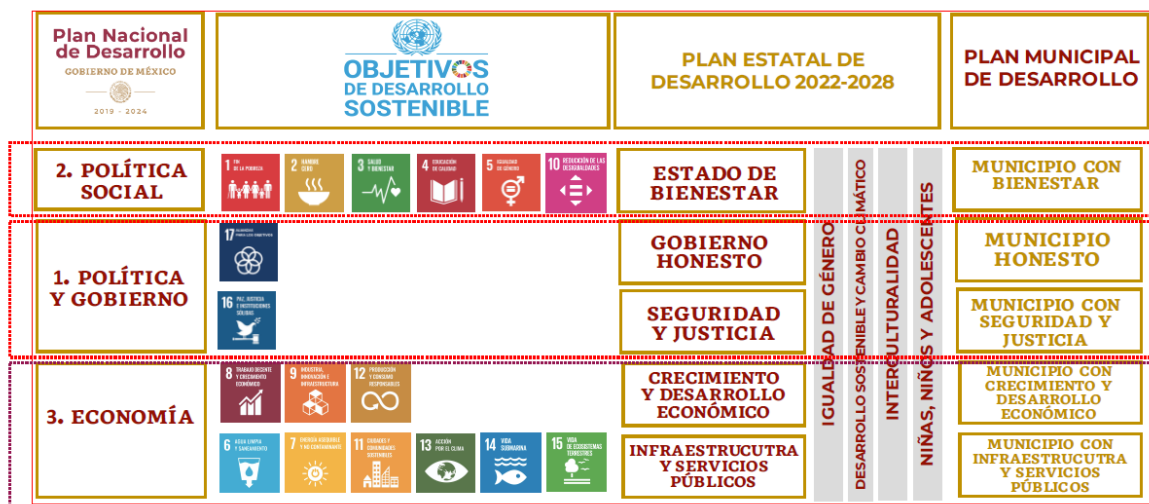 Plan Nacional
de Desarrollo
GOBIERNO DE MÉXICO
2019 - 2024
OBJETIVOS
DE DESARROLLO
SOSTENIBLE
PLAN ESTATAL DE
DESARROLLO 2022-2028
PLAN MUNICIPAL
DE DESARROLLO
2. POLÍTICA
SOCIAL
1 FIN
DE LA POBREZA
2 HAMBRE
CERO
3 SALUD
Y BIENESTAR
4 EDUCACIÓN
DE CALIDAD
5 IGUALDAD
DE GÉNERO
10 REDUCCIÓN DE LAS
DESIGUALDADES
ESTADO DE
BIENESTAR
MUNICIPIO CON
BIENESTAR
1. POLÍTICA
Y GOBIERNO
17 ALIANZAS
PARA LOS OBJETIVOS
GOBIERNO
HONESTO
MUNICIPIO
HONESTO
16 PAZ, JUSTICIA
E INSTITUCIONES
SÓLIDAS
SEGURIDAD
Y JUSTICIA
MUNICIPIO CON
SEGURIDAD Y
JUSTICIA
3. ECONOMÍA
8 TRABAJO DECENTE
Y CRECIMIENTO
ECONÓMICO
9 INDUSTRIA,
INNOVACIÓN E
INFRAESTRUCTURA
12 PRODUCCIÓN
Y CONSUMO
RESPONSABLES
CRECIMIENTO
Y DESARROLLO
ECONÓMICO
MUNICIPIO CON
CRECIMIENTO Y
DESARROLLO
ECONÓMICO
6 AGUA LIMPIA
Y SANEAMIENTO
7 ENERGÍA ASEQUIBLE
Y NO CONTAMINANTE
11 CIUDADES Y
COMUNIDADES
SOSTENIBLES
13 ACCIÓN
POR EL CLIMA
14 VIDA
SUBMARINA
15 VIDA
DE ECOSISTEMAS
TERRESTRES
INFRAESTRUCUTRA
Y SERVICIOS
PÚBLICOS
MUNICIPIO CON
INFRAESTRUCUTRA
Y SERVICIOS
PÚBLICOS
IGUALDAD DE GÉNERO
DESARROLLO SOSTENIBLE Y CAMBIO CLIMÁTICO
INTERCULTURALIDAD
NIÑAS, NIÑOS Y ADOLESCENTES